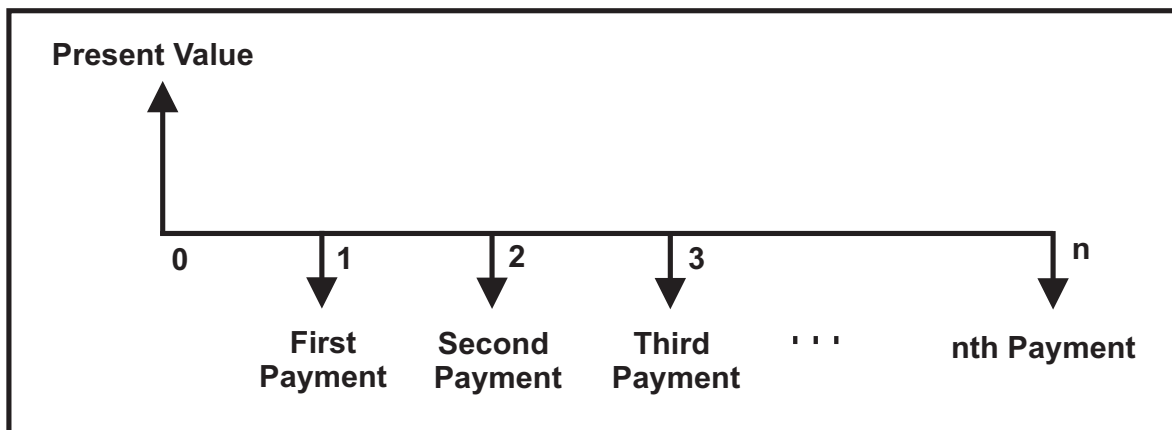 Present Value
0
1
2
3
n
First
Payment
Second
Payment
Third
Payment
. . .
nth Payment